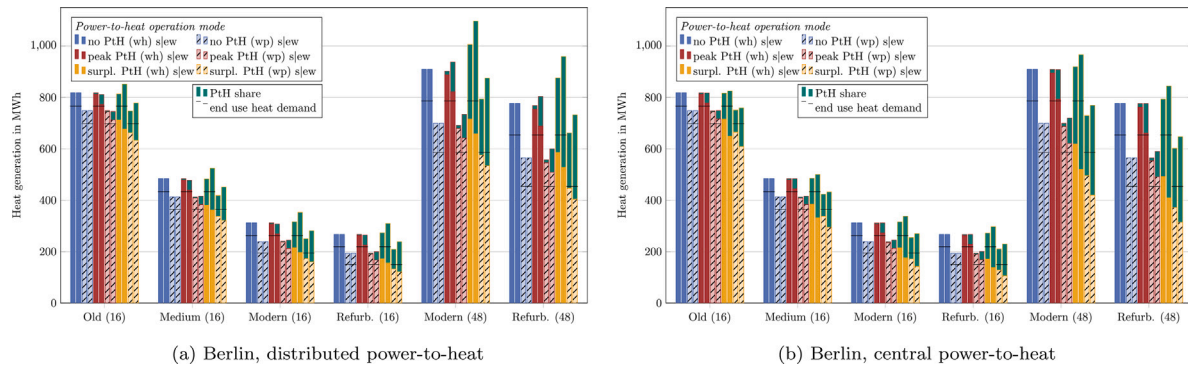 Power-to-heat operation mode
no PtH (wh) s|ew
no PtH (wp) s|ew
peak PtH (wh) s|ew
peak PtH (wp) s|ew
surpl. PtH (wh) s|ew
surpl. PtH (wp) s|ew
PtH share
end use heat demand
Heat generation in MWh
1,000
800
600
400
200
0
Old (16)
Medium (16)
Modern (16)
Refurb. (16)
Modern (48)
Refurb. (48)
(a) Berlin, distributed power-to-heat
Power-to-heat operation mode
no PtH (wh) s|ew
no PtH (wp) s|ew
peak PtH (wh) s|ew
peak PtH (wp) s|ew
surpl. PtH (wh) s|ew
surpl. PtH (wp) s|ew
PtH share
end use heat demand
Heat generation in MWh
1,000
800
600
400
200
0
Old (16)
Medium (16)
Modern (16)
Refurb. (16)
Modern (48)
Refurb. (48)
(b) Berlin, central power-to-heat